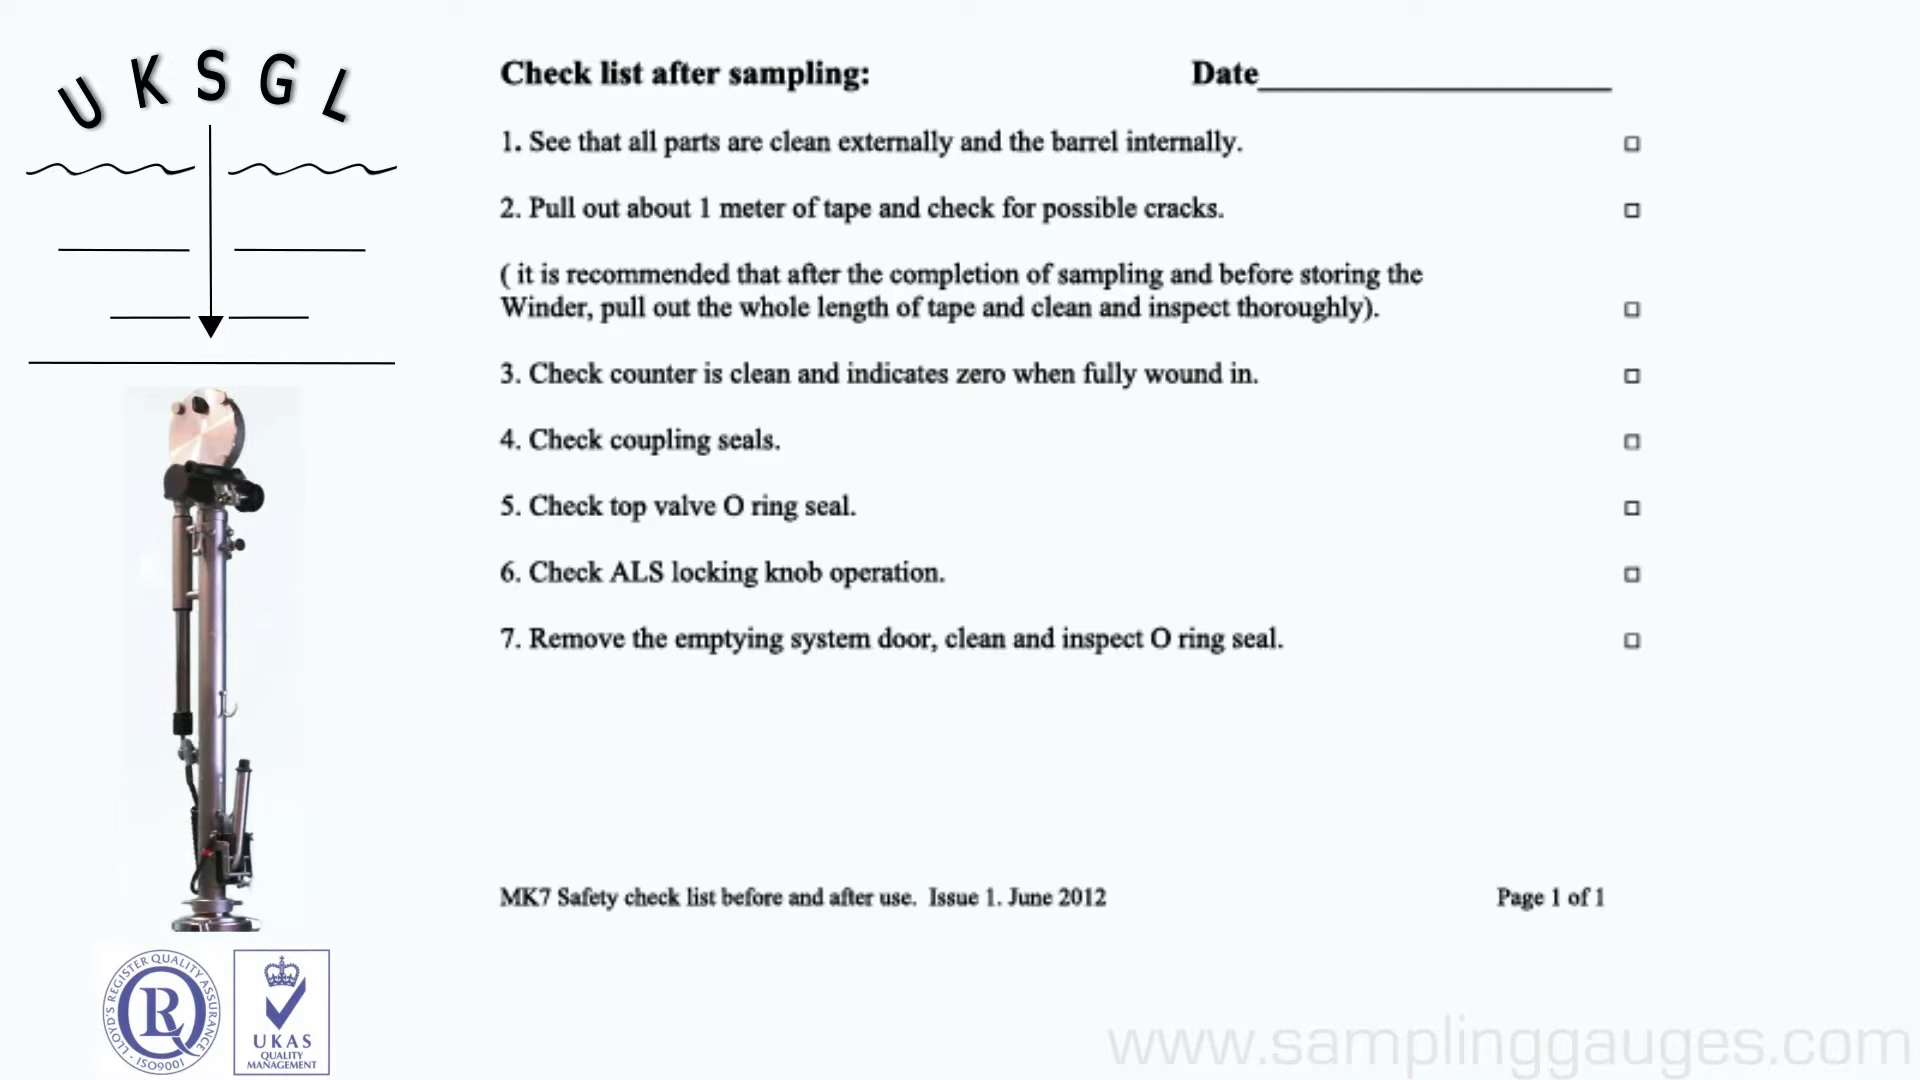 UKSGL
Check list after sampling:
Date
1. See that all parts are clean externally and the barrel internally.
2. Pull out about 1 meter of tape and check for possible cracks.
( it is recommended that after the completion of sampling and before storing the
Winder, pull out the whole length of tape and clean and inspect thoroughly).
3. Check counter is clean and indicates zero when fully wound in.
4. Check coupling seals.
5. Check top valve O ring seal.
6. Check ALS locking knob operation.
7. Remove the emptying system door, clean and inspect O ring seal.
MK7 Safety check list before and after use. Issue 1. June 2012
Page 1 of 1
LLOYD'S REGISTER QUALITY ASSURANCE
LRQ
ISO9001
UKAS
QUALITY
MANAGEMENT
www.samplinggauges.com